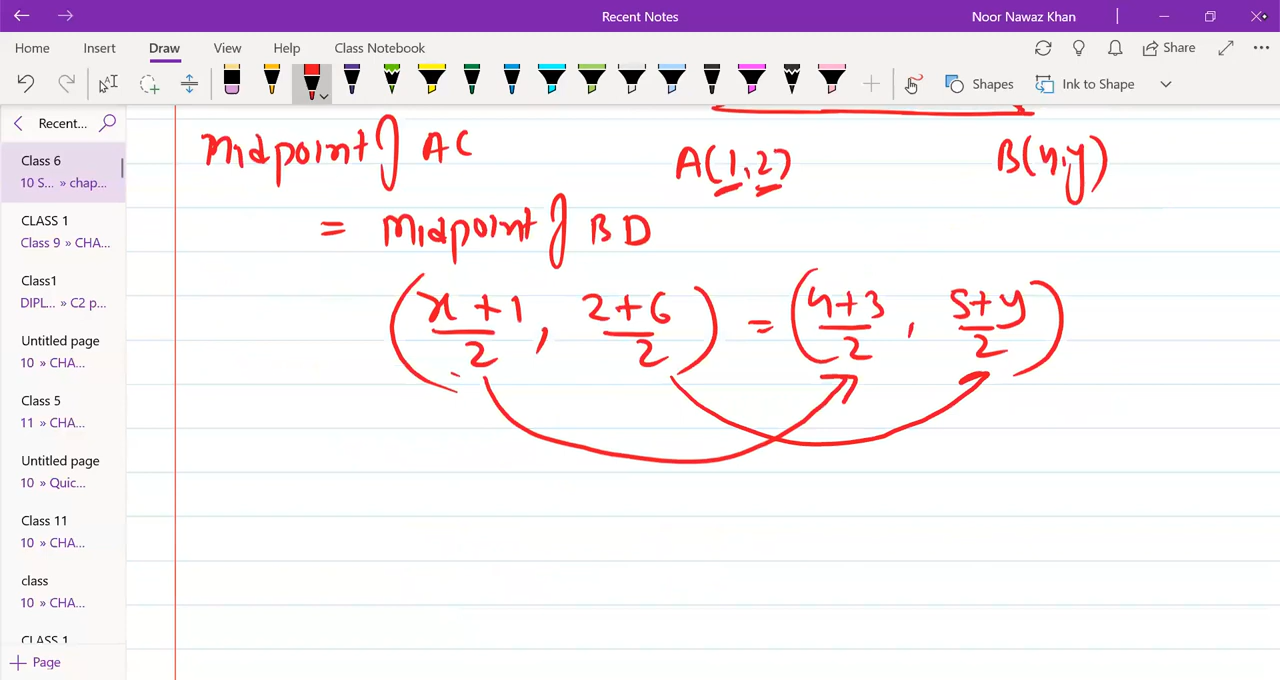 Recent Notes
Noor Nawaz Khan
Home Insert Draw View Help Class Notebook
Share
Shapes
Ink to Shape
Recent...
Class 6
10 S... » chap...
CLASS 1
Class 9 » CHA...
Class1
DIPL... » C2 p...
Untitled page
10 » CHA...
Class 5
11 » CHA...
Untitled page
10 » Quic...
Class 11
10 » CHA...
class
10 » CHA...
CLASS 1
+ Page
Midpoint of AC
A(1,2)
B(4,y)
= Midpoint of BD
(x+1/2, 2+6/2) = (4+3/2, 5+y/2)